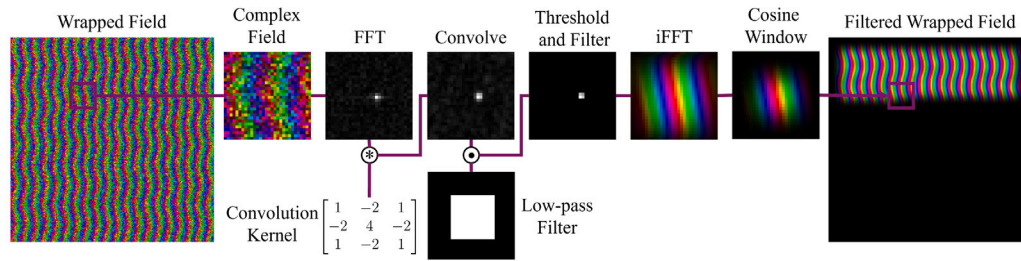 Wrapped Field
Complex
Field
FFT
Convolve
Threshold
and Filter
iFFT
Cosine
Window
Filtered Wrapped Field
Convolution
Kernel
1 −2 1
−2 4 −2
1 −2 1
Low-pass
Filter